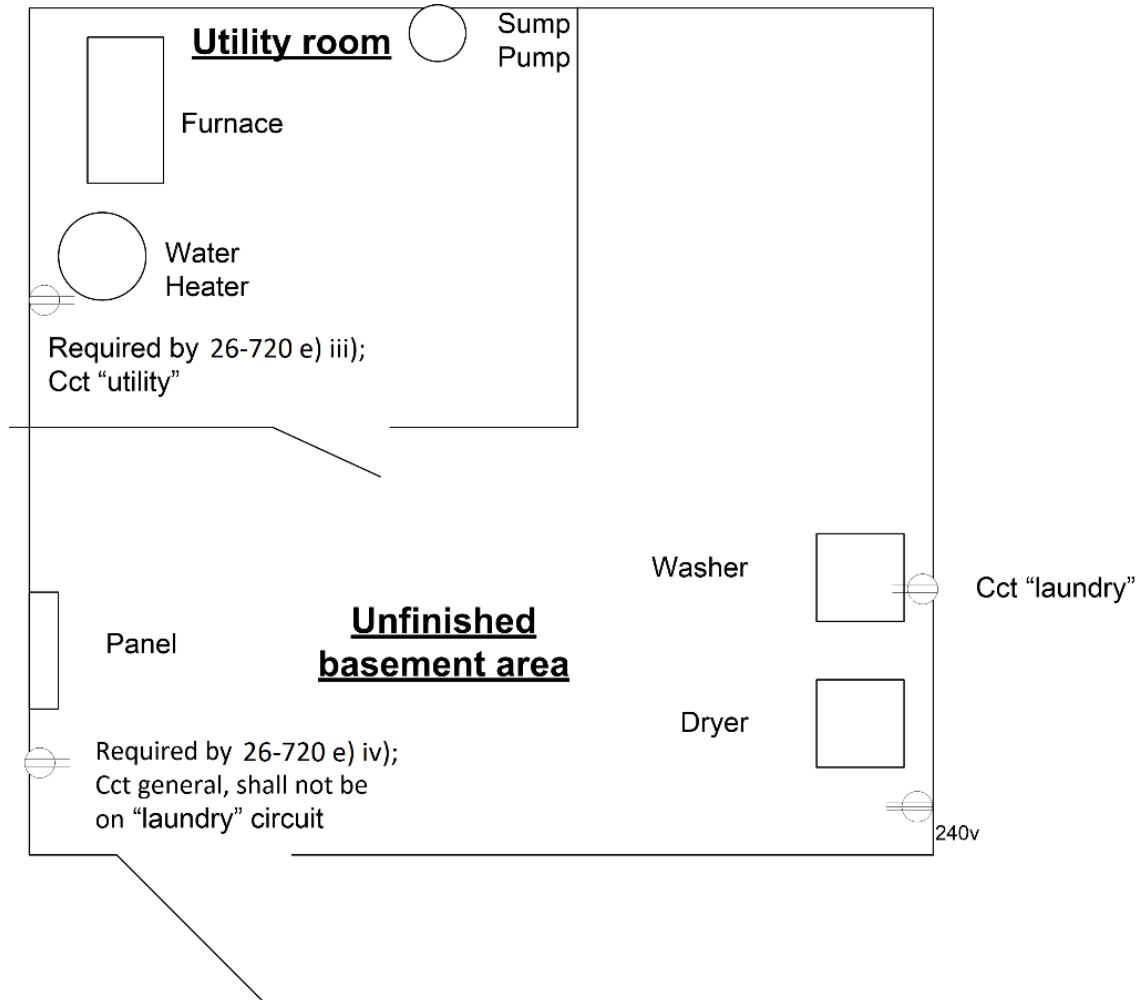 Utility room
Sump
Pump
Furnace
Water
Heater
Required by 26-720 e) iii);
Cct “utility”
Washer
Cct “laundry”
Unfinished
basement area
Panel
Dryer
Required by 26-720 e) iv);
Cct general, shall not be
on “laundry” circuit
240v